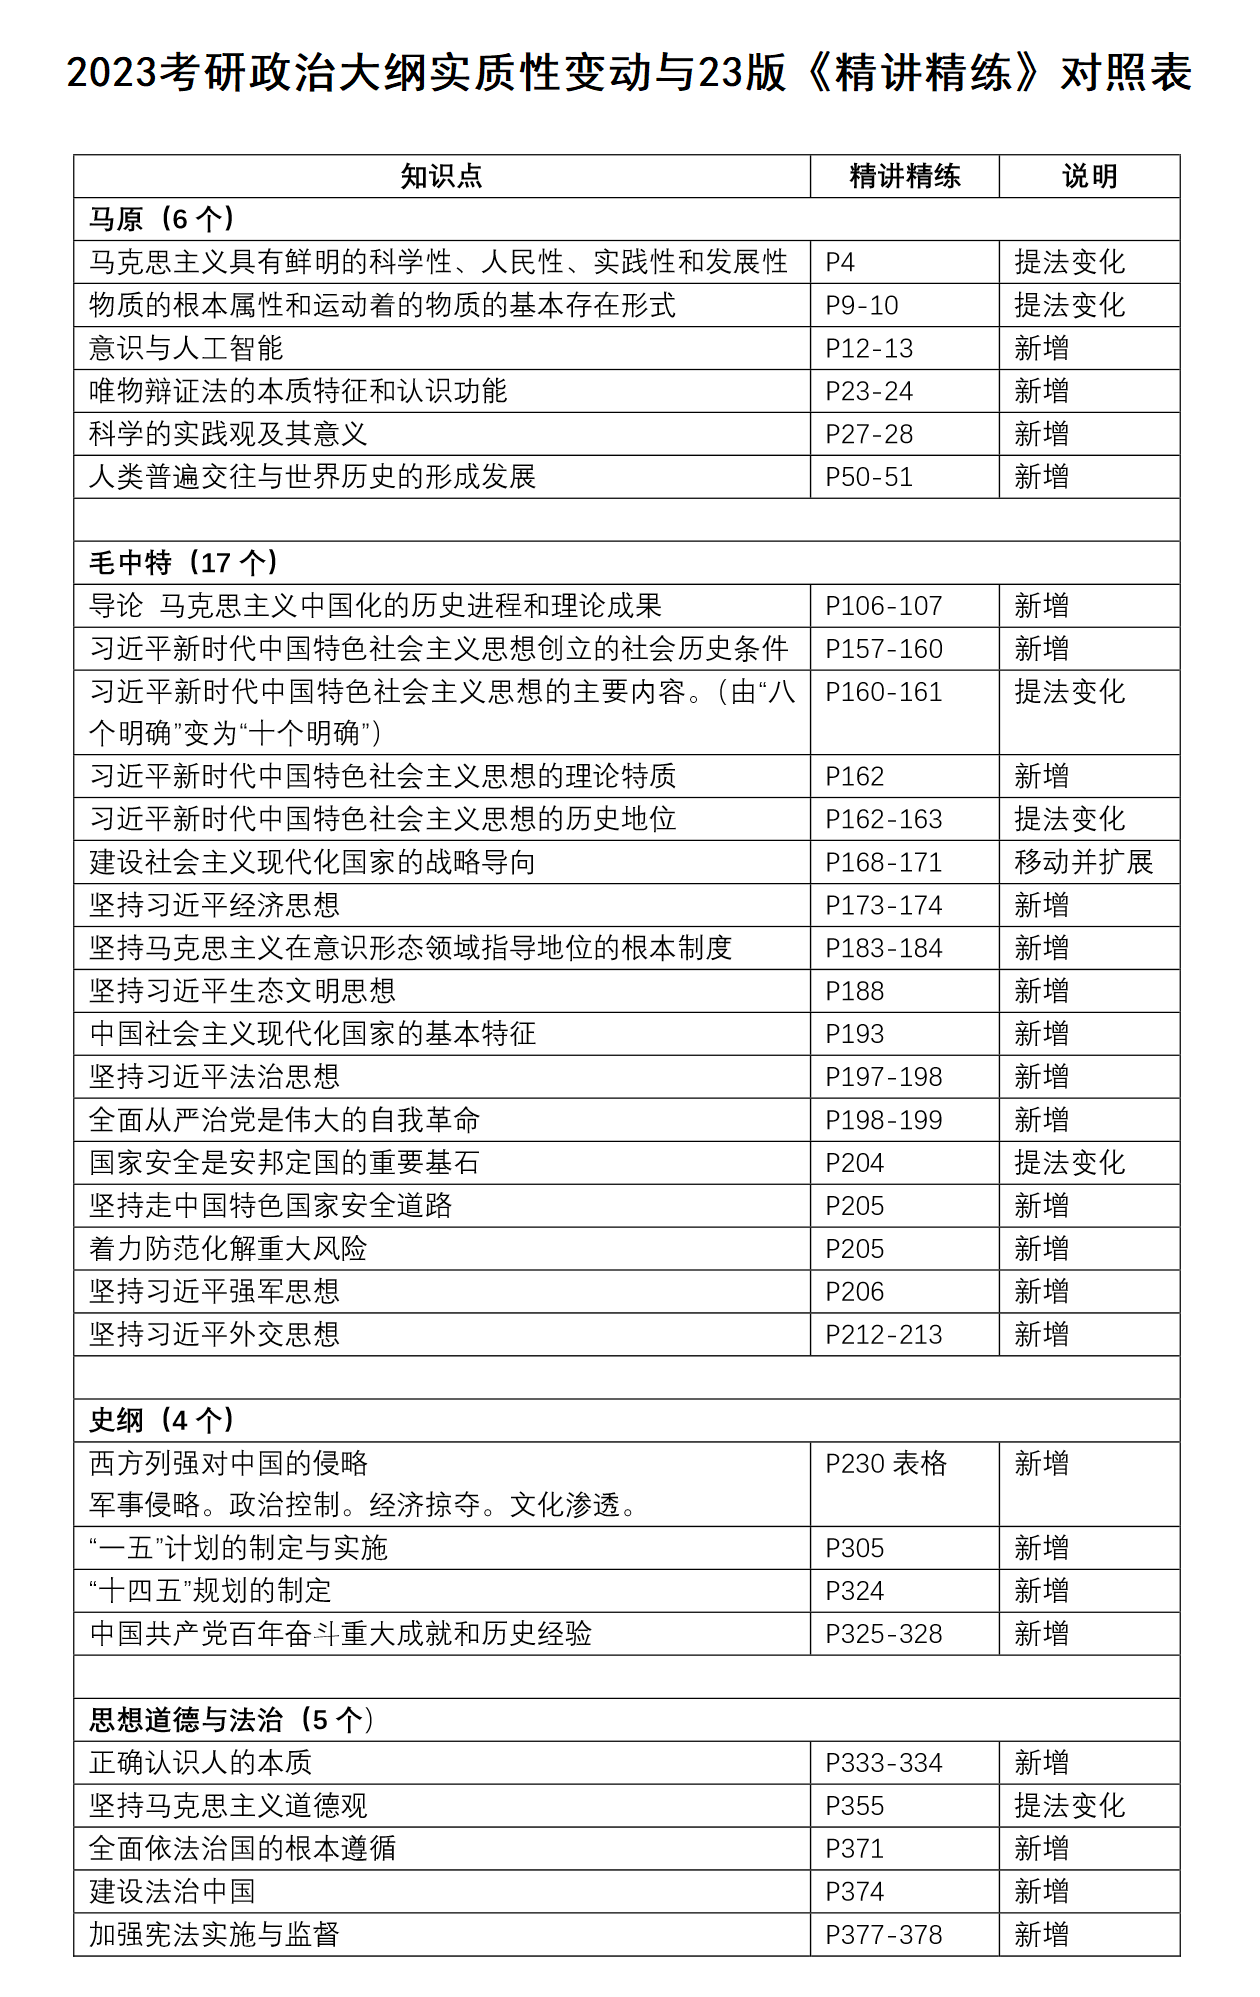 2023考研政治大纲实质性变动与23版《精讲精练》对照表
知识点 精讲精练 说明
马原（6 个）
马克思主义具有鲜明的科学性、人民性、实践性和发展性 P4 提法变化
物质的根本属性和运动着的物质的基本存在形式 P9-10 提法变化
意识与人工智能 P12-13 新增
唯物辩证法的本质特征和认识功能 P23-24 新增
科学的实践观及其意义 P27-28 新增
人类普遍交往与世界历史的形成发展 P50-51 新增
毛中特（17 个）
导论 马克思主义中国化的历史进程和理论成果 P106-107 新增
习近平新时代中国特色社会主义思想创立的社会历史条件 P157-160 新增
习近平新时代中国特色社会主义思想的主要内容。（由“八 P160-161 提法变化
个明确”变为“十个明确”）
习近平新时代中国特色社会主义思想的理论特质 P162 新增
习近平新时代中国特色社会主义思想的历史地位 P162-163 提法变化
建设社会主义现代化国家的战略导向 P168-171 移动并扩展
坚持习近平经济思想 P173-174 新增
坚持马克思主义在意识形态领域指导地位的根本制度 P183-184 新增
坚持习近平生态文明思想 P188 新增
中国社会主义现代化国家的基本特征 P193 新增
坚持习近平法治思想 P197-198 新增
全面从严治党是伟大的自我革命 P198-199 新增
国家安全是安邦定国的重要基石 P204 提法变化
坚持走中国特色国家安全道路 P205 新增
着力防范化解重大风险 P205 新增
坚持习近平强军思想 P206 新增
坚持习近平外交思想 P212-213 新增
史纲（4 个）
西方列强对中国的侵略 P230 表格 新增
军事侵略。政治控制。经济掠夺。文化渗透。
“一五”计划的制定与实施 P305 新增
“十四五”规划的制定 P324 新增
中国共产党百年奋斗重大成就和历史经验 P325-328 新增
思想道德与法治（5 个）
正确认识人的本质 P333-334 新增
坚持马克思主义道德观 P355 提法变化
全面依法治国的根本遵循 P371 新增
建设法治中国 P374 新增
加强宪法实施与监督 P377-378 新增